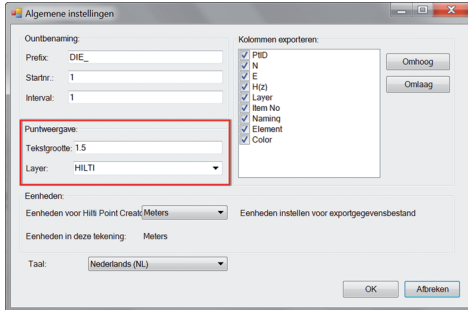 Algemene instellingen
Ountbenaming:
Prefix: DIE_
Startnr.: 1
Interval: 1
Puntweergave:
Tekstgrootte: 1.5
Layer: HILTI
Kolommen exporteren:
PtID
N
E
H(z)
Layer
Item No
Naming
Element
Color
Omhoog
Omlaag
Eenheden:
Eenheden voor Hilti Point Creato Meters
Eenheden instellen voor exportgegevensbestand
Eenheden in deze tekening: Meters
Taal: Nederlands (NL)
OK Afbreken